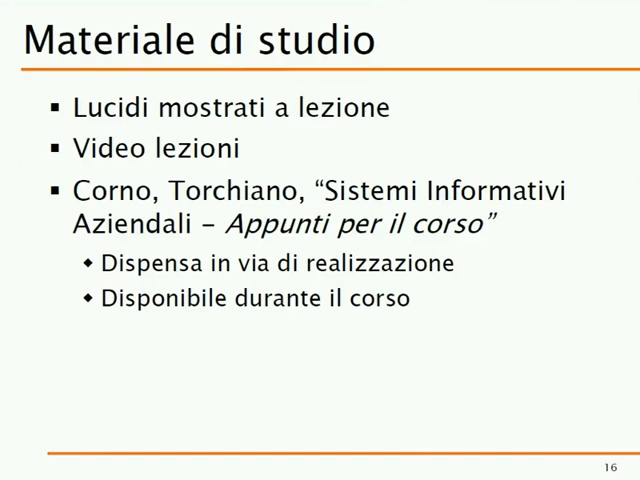 Materiale di studio
▪ Lucidi mostrati a lezione
▪ Video lezioni
▪ Corno, Torchiano, “Sistemi Informativi
Aziendali – Appunti per il corso”
◆ Dispensa in via di realizzazione
◆ Disponibile durante il corso
16